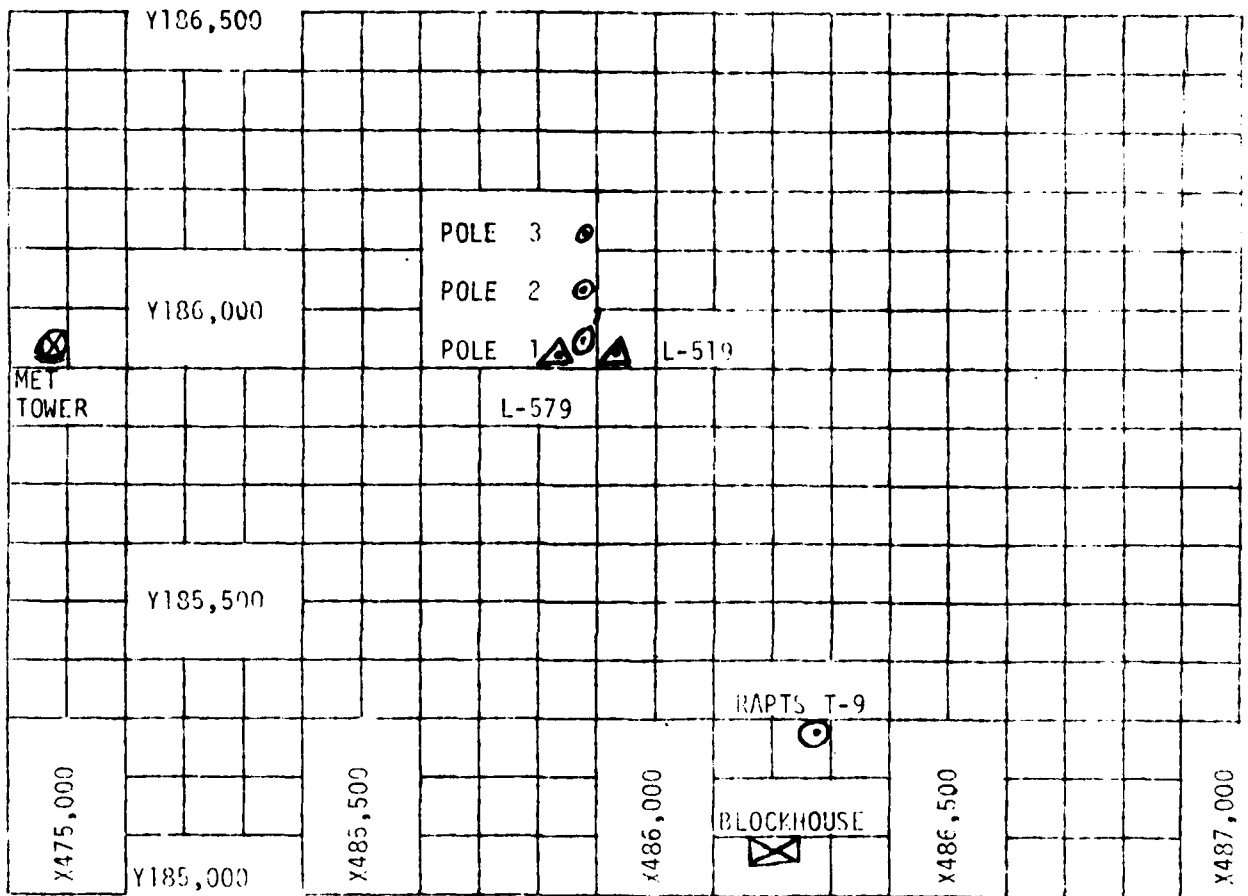 Y186,500
POLE 3
POLE 2
Y186,000
POLE 1
L-519
MET
TOWER
L-579
Y185,500
RAPTS T-9
X475,000
X485,500
X486,000
X486,500
X487,000
BLOCKHOUSE
Y185,000